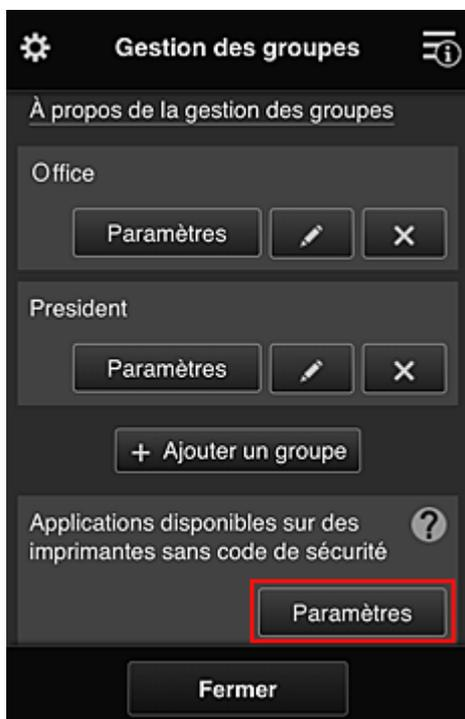 Gestion des groupes
À propos de la gestion des groupes
Office
Paramètres
President
Paramètres
+ Ajouter un groupe
Applications disponibles sur des
imprimantes sans code de sécurité
?
Paramètres
Fermer